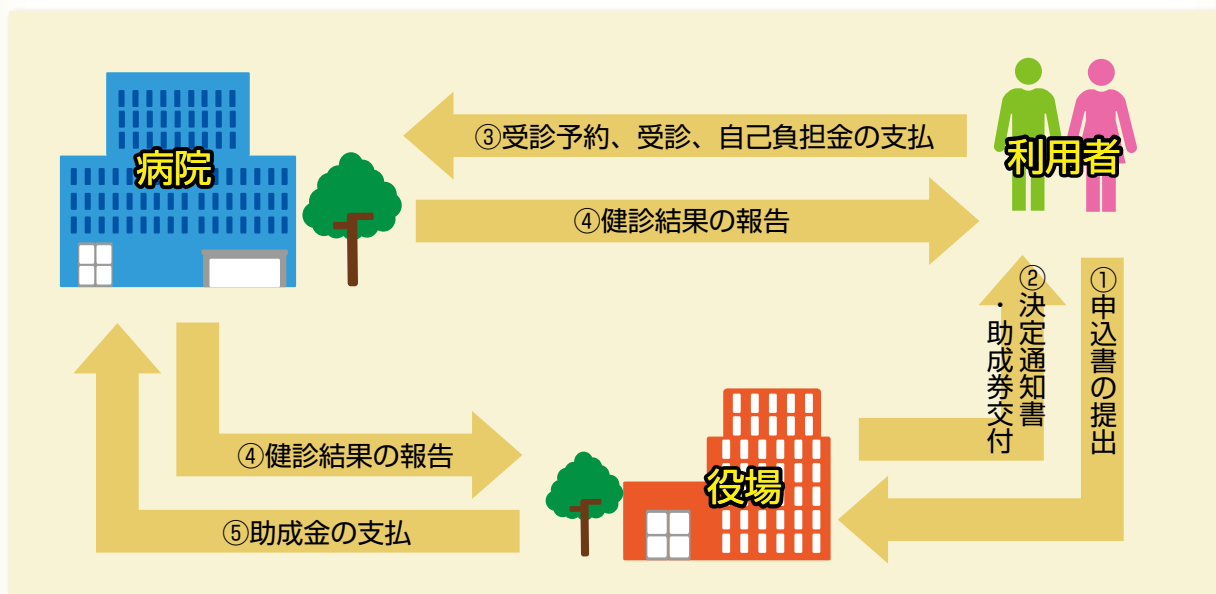 病院
③受診予約、受診、自己負担金の支払
利用者
④健診結果の報告
①申込書の提出
②決定通知書
・助成券交付
④健診結果の報告
役場
⑤助成金の支払